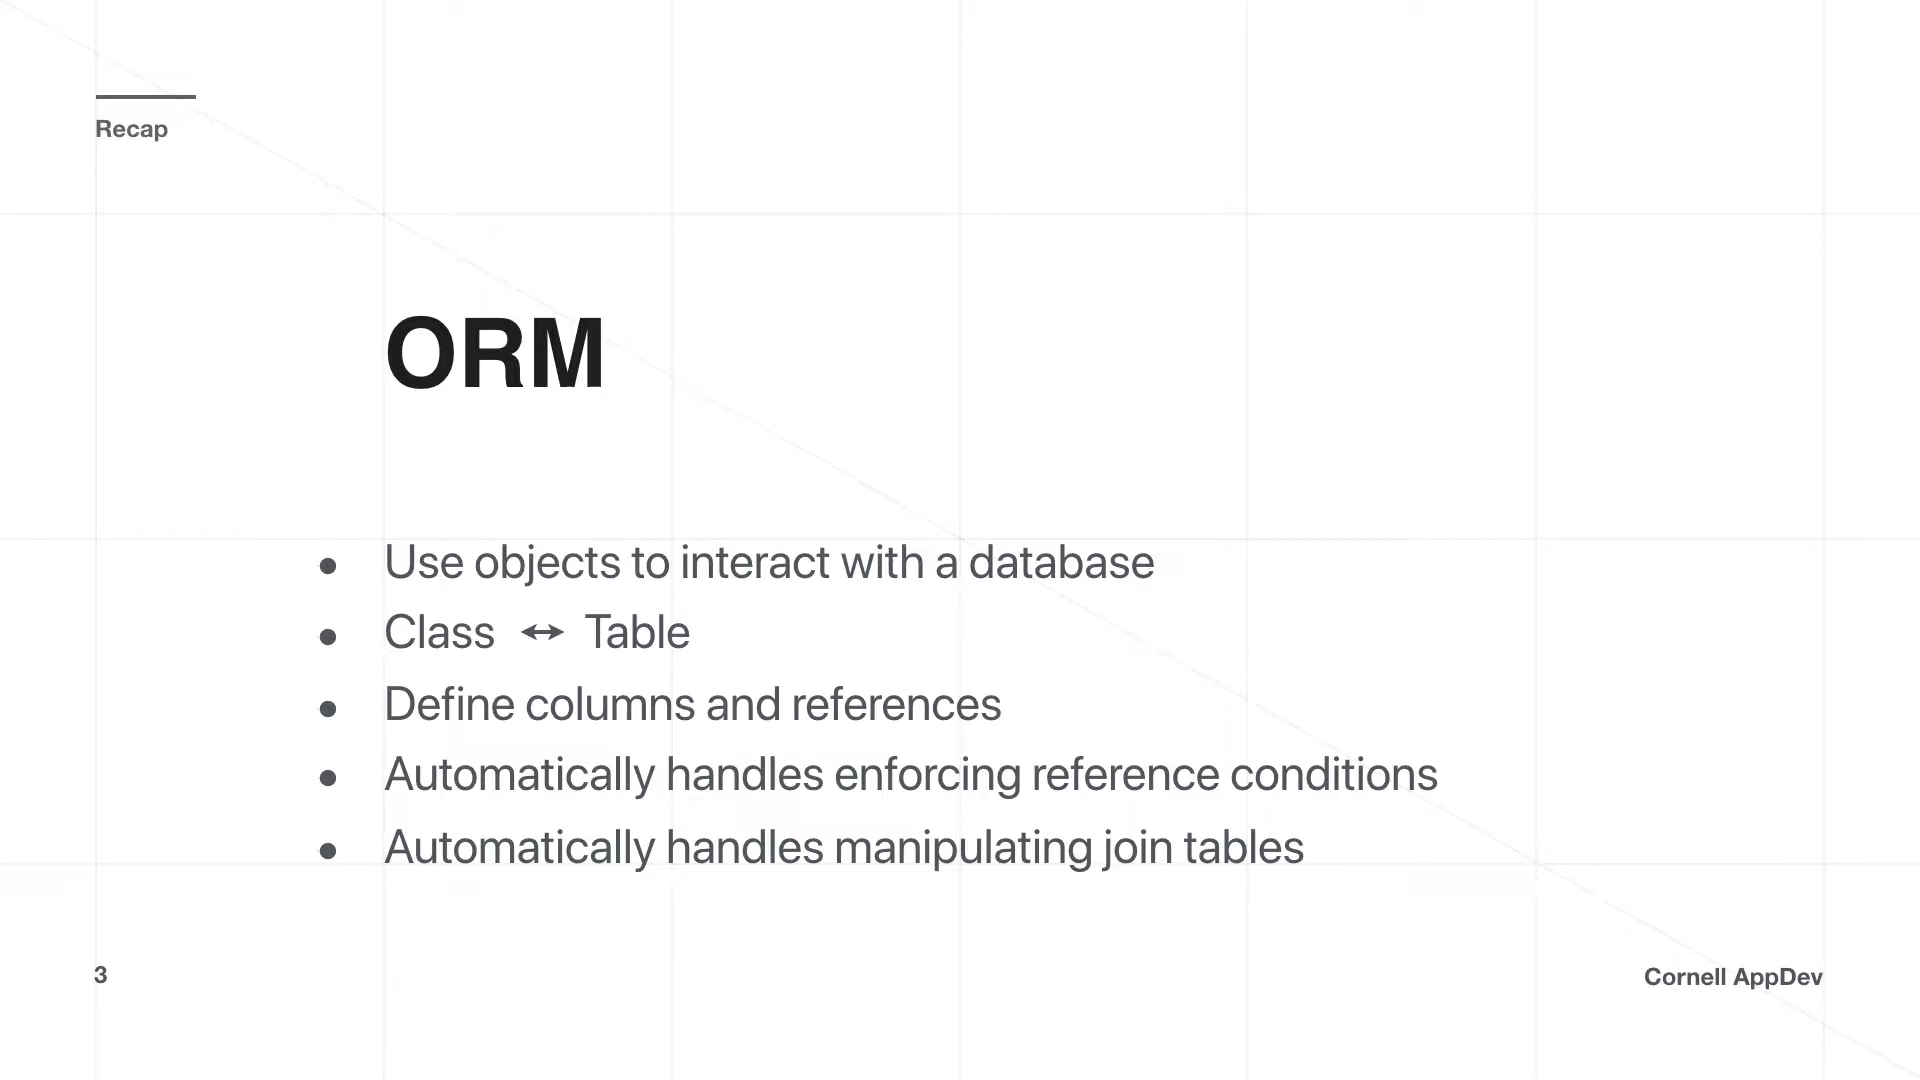 Recap
ORM
● Use objects to interact with a database
● Class ↔ Table
● Define columns and references
● Automatically handles enforcing reference conditions
● Automatically handles manipulating join tables
3
Cornell AppDev